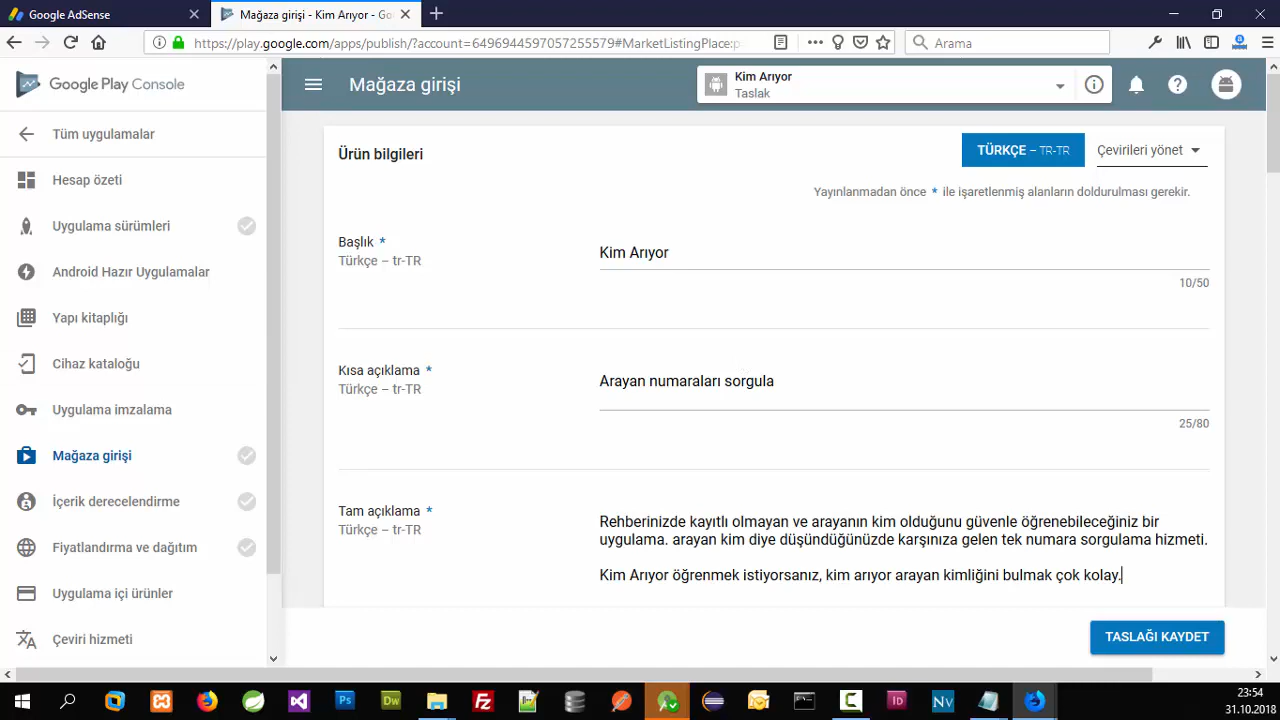 Google AdSense
Mağaza girişi - Kim Arıyor - Go
https://play.google.com/apps/publish/?account=6496944597057255579#MarketListingPlace:p
Arama
Google Play Console
Mağaza girişi
Kim Arıyor
Taslak
Tüm uygulamalar
Hesap özeti
Uygulama sürümleri
Android Hazır Uygulamalar
Yapı kitaplığı
Cihaz kataloğu
Uygulama imzalama
Mağaza girişi
İçerik derecelendirme
Fiyatlandırma ve dağıtım
Uygulama içi ürünler
Çeviri hizmeti
Ürün bilgileri
TÜRKÇE – TR-TR
Çevirileri yönet
Yayınlanmadan önce * ile işaretlenmiş alanların doldurulması gerekir.
Başlık *
Türkçe – tr-TR
Kim Arıyor
10/50
Kısa açıklama *
Türkçe – tr-TR
Arayan numaraları sorgula
25/80
Tam açıklama *
Türkçe – tr-TR
Rehberinizde kayıtlı olmayan ve arayanın kim olduğunu güvenle öğrenebileceğiniz bir
uygulama. arayan kim diye düşündüğünüzde karşınıza gelen tek numara sorgulama hizmeti.
Kim Arıyor öğrenmek istiyorsanız, kim arıyor arayan kimliğini bulmak çok kolay.
TASLAĞI KAYDET
Ps
Dw
Fz
Id
Nv
23:54
31.10.2018